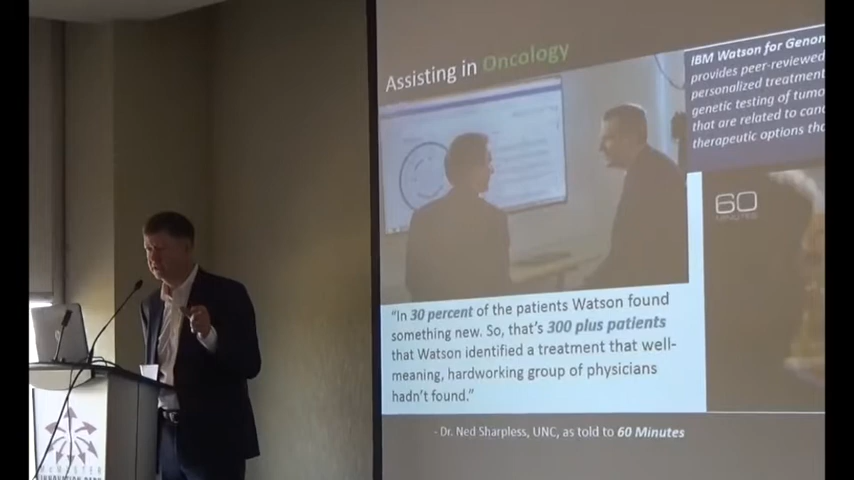 Assisting in Oncology
IBM Watson for Genom
provides peer-reviewed
personalized treatment
genetic testing of tumo
that are related to canc
therapeutic options tha
60
MINUTES
"In 30 percent of the patients Watson found
something new. So, that's 300 plus patients
that Watson identified a treatment that well-
meaning, hardworking group of physicians
hadn't found."
- Dr. Ned Sharpless, UNC, as told to 60 Minutes
INNOVATION PARK